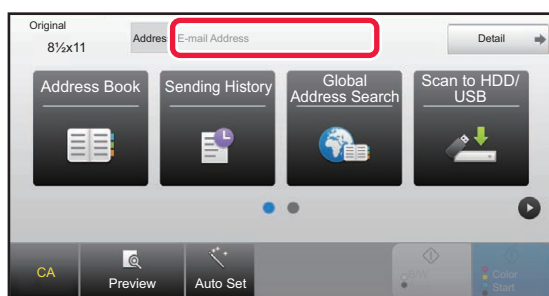 Original
8½x11
Addres
E-mail Address
Detail
Address Book
Sending History
Global
Address Search
Scan to HDD/
USB
CA
Preview
Auto Set
B/W
Start
Color
Start